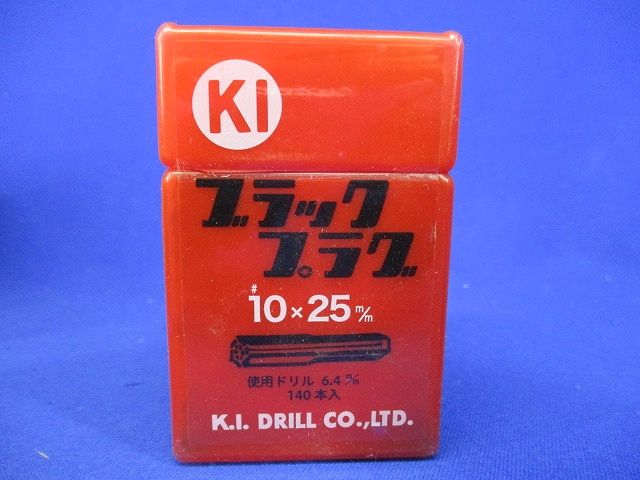 KI
ブラック
プラグ
#10×25m/m
使用ドリル 6.4 m/m
140本入
K.I. DRILL CO.,LTD.